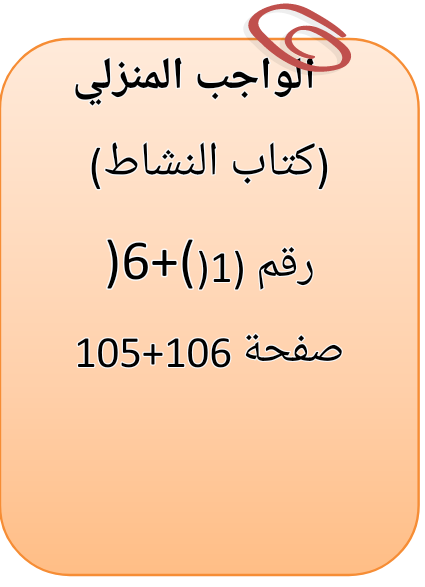 الواجب المنزلي
(كتاب النشاط)
رقم (1()+6(
صفحة 106+105